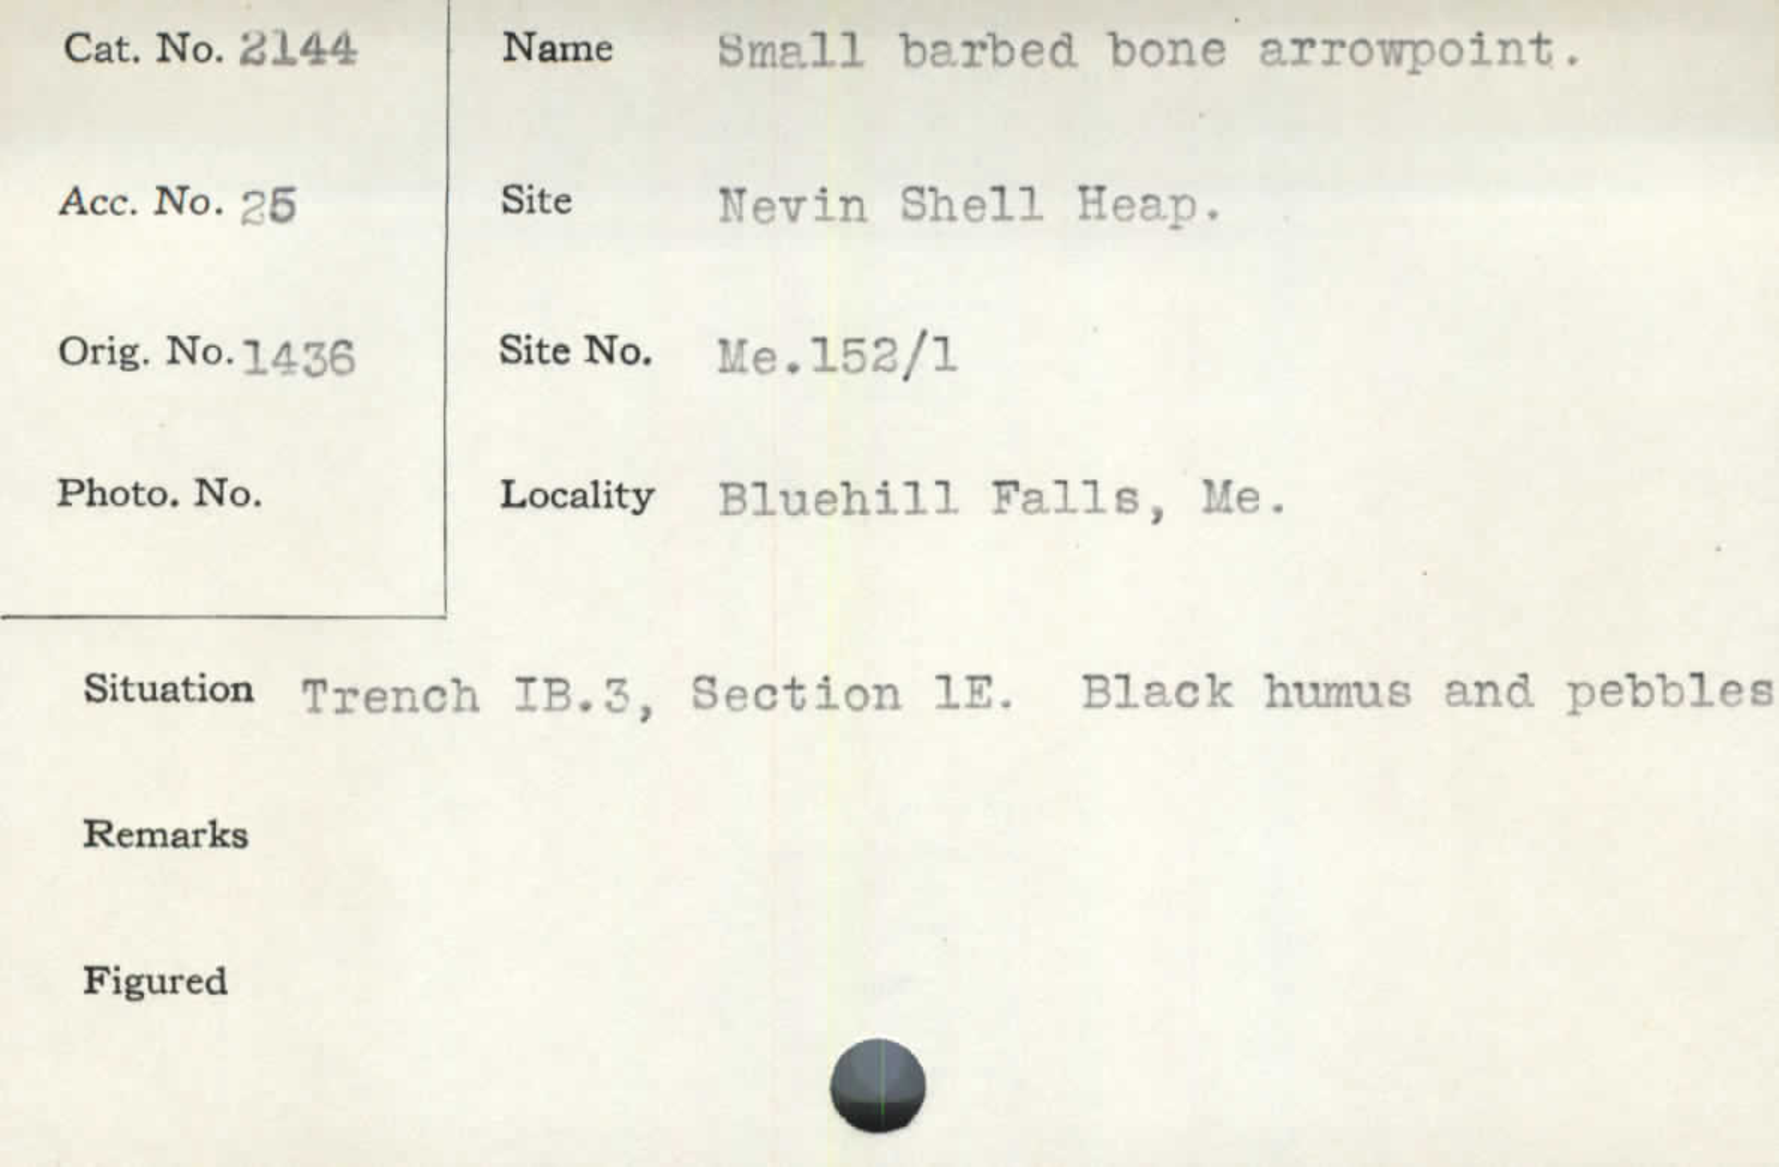 Cat. No. 2144 Name Small barbed bone arrowpoint.
Acc. No. 25 Site Nevin Shell Heap.
Orig. No. 1436 Site No. Me.152/1
Photo. No. Locality Bluehill Falls, Me.
Situation Trench IB.3, Section 1E. Black humus and pebbles
Remarks
Figured